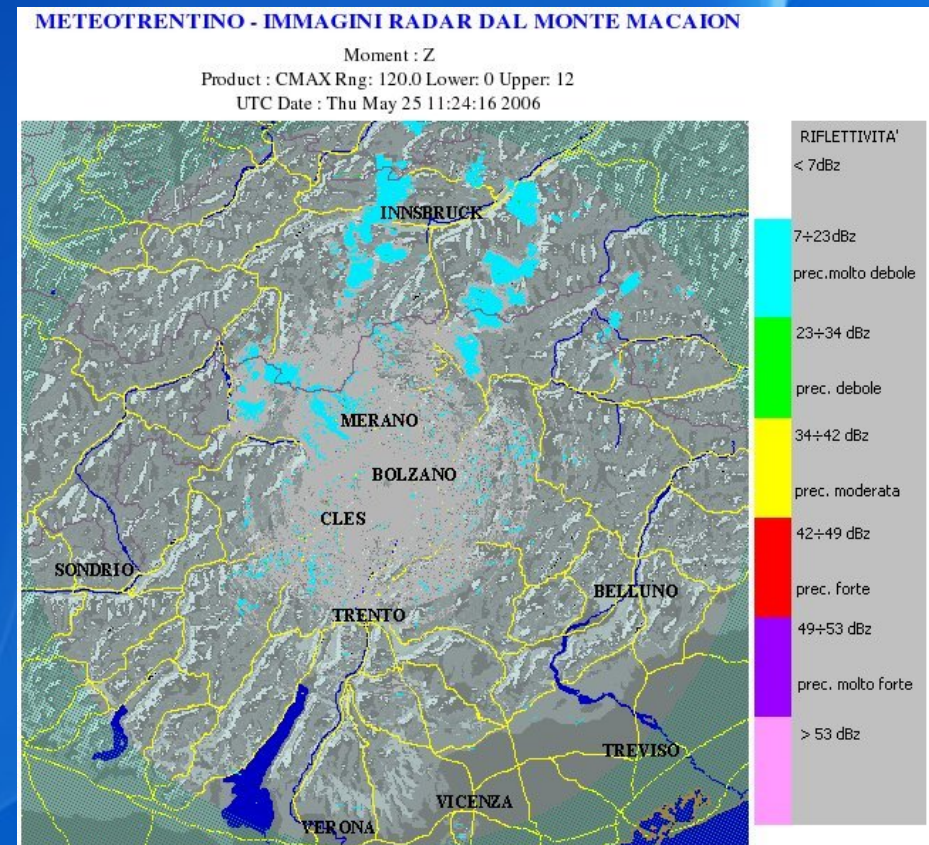 METEOTRENTINO - IMMAGINI RADAR DAL MONTE MACAION
Moment : Z
Product : CMAX Rng: 120.0 Lower: 0 Upper: 12
UTC Date : Thu May 25 11:24:16 2006
RIFLETTIVITA'
< 7dBz
7÷23dBz
prec.molto debole
23÷34 dBz
prec. debole
34÷42 dBz
prec. moderata
42÷49 dBz
prec. forte
49÷53 dBz
prec. molto forte
> 53 dBz
INNSBRUCK
MERANO
BOLZANO
CLES
SONDRIO
BELLUNO
TRENTO
TREVISO
VICENZA
VERONA